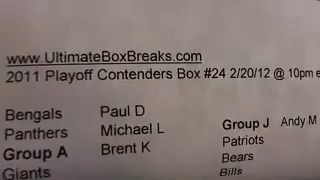 www.UltimateBoxBreaks.com
2011 Playoff Contenders Box #24 2/20/12 @ 10pm e
Bengals Paul D
Panthers Michael L
Group A Brent K
Giants
Group J Andy M
Patriots
Bears
Bills